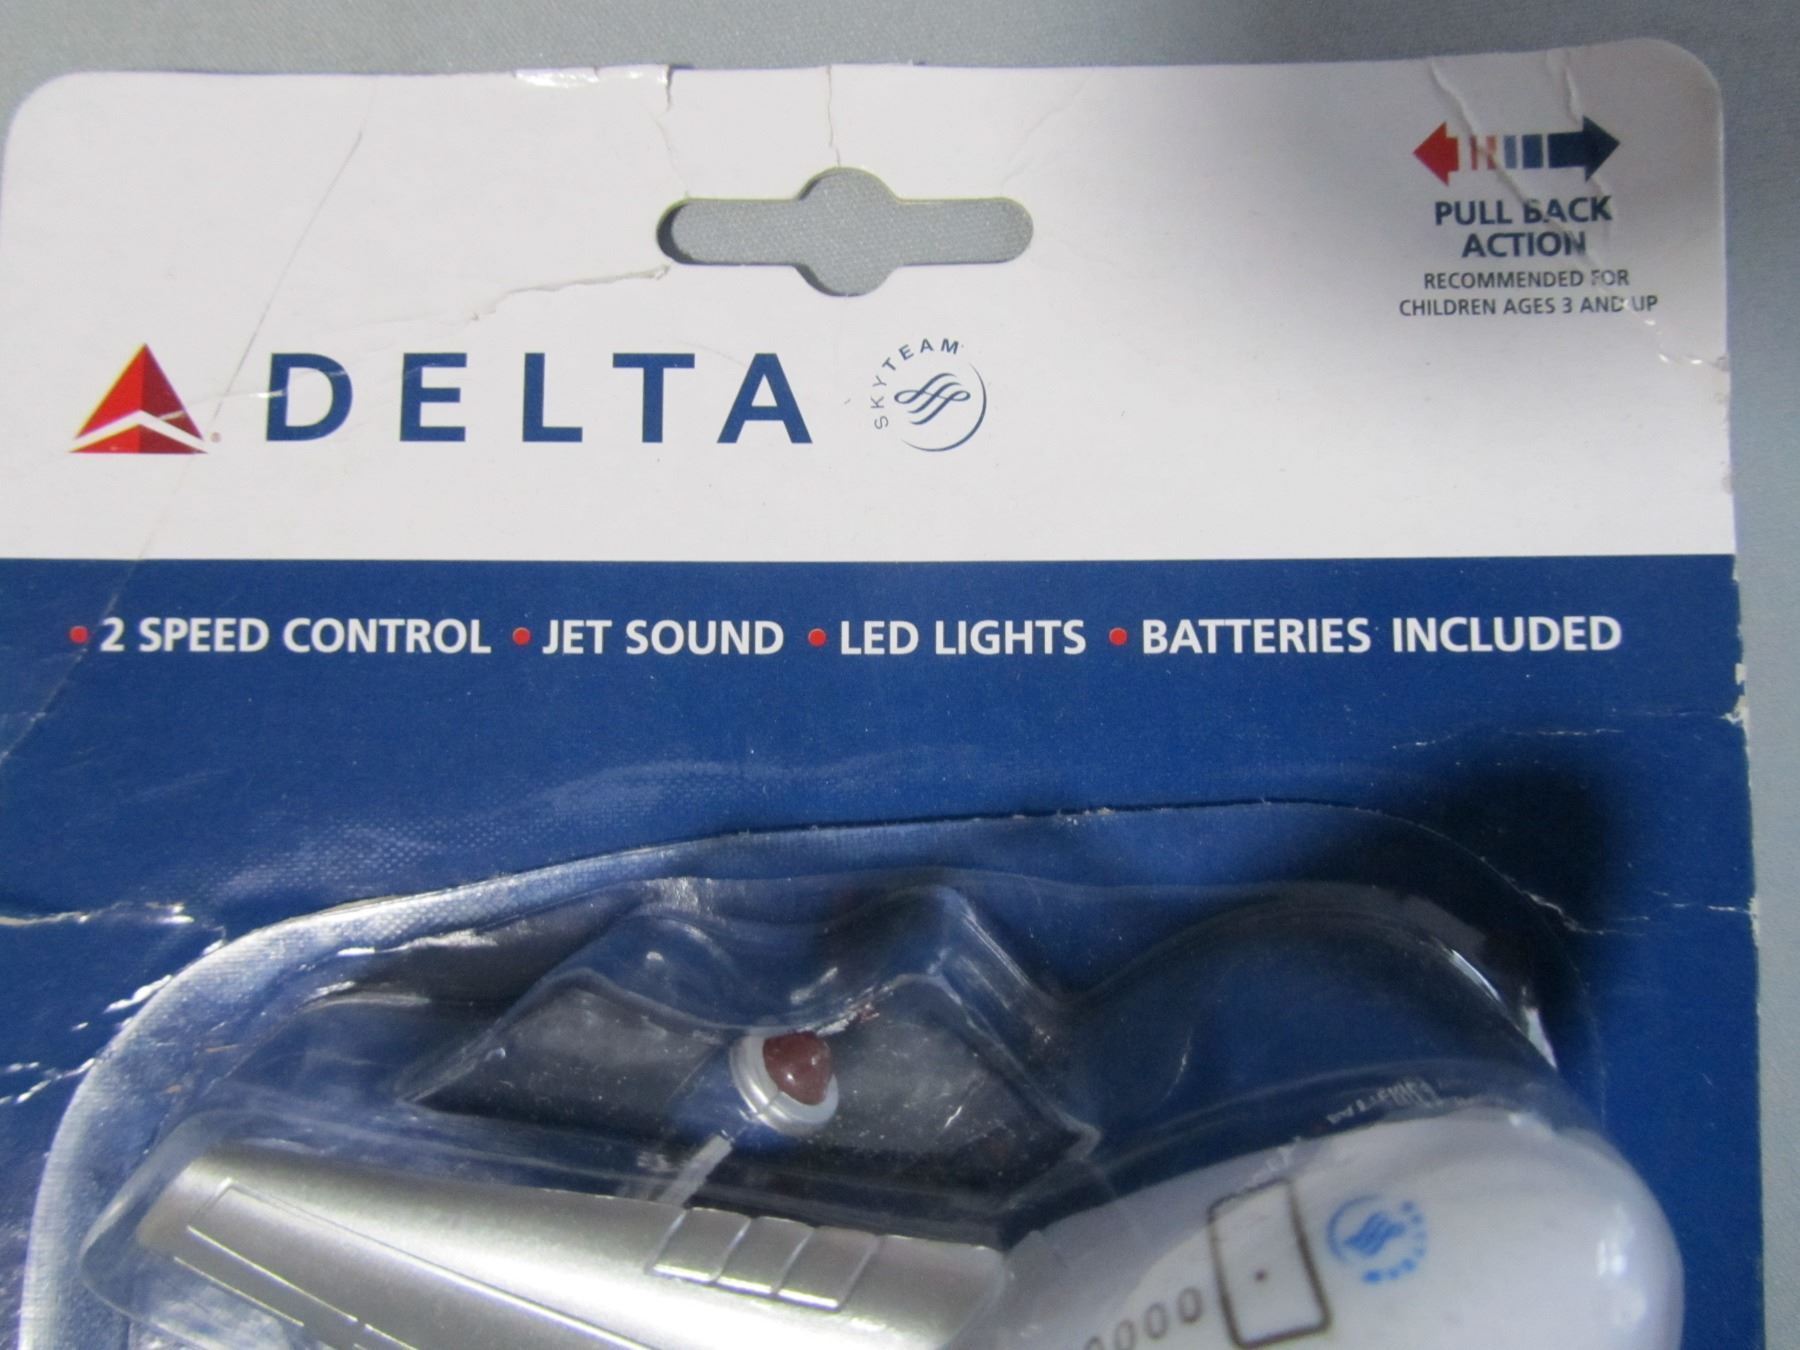 PULL BACK
ACTION
RECOMMENDED FOR
CHILDREN AGES 3 AND UP
DELTA
SKYTEAM
• 2 SPEED CONTROL • JET SOUND • LED LIGHTS • BATTERIES INCLUDED